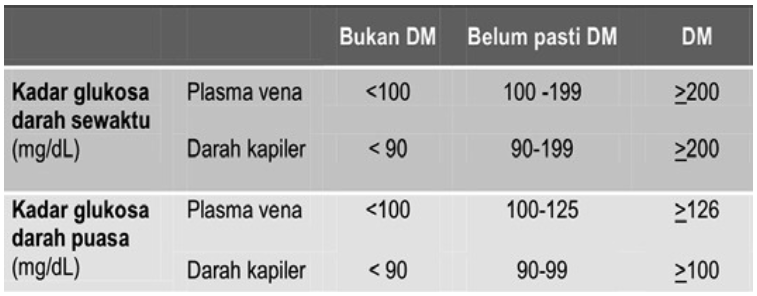 Bukan DM Belum pasti DM DM
Kadar glukosa darah sewaktu (mg/dL) Plasma vena <100 100 -199 ≥200
Darah kapiler < 90 90-199 ≥200
Kadar glukosa darah puasa (mg/dL) Plasma vena <100 100-125 ≥126
Darah kapiler < 90 90-99 ≥100